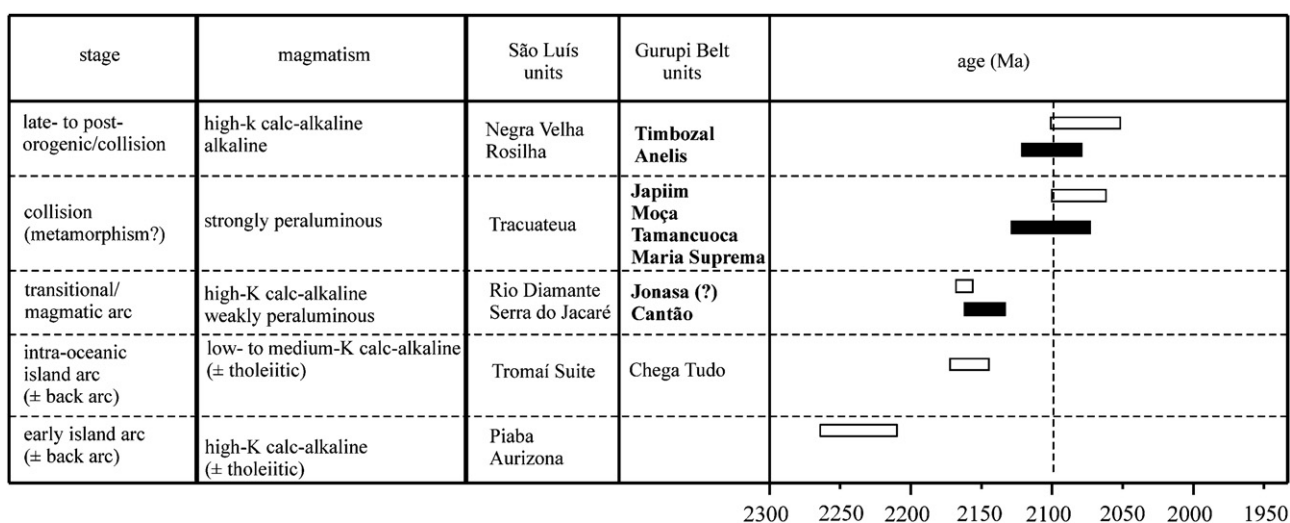 stage
magmatism
São Luís
units
Gurupi Belt
units
age (Ma)
late- to post-
orogenic/collision
high-k calc-alkaline
alkaline
Negra Velha
Rosilha
Timbozal
Anelis
collision
(metamorphism?)
strongly peraluminous
Tracuateua
Japiim
Moça
Tamancuoca
Maria Suprema
transitional/
magmatic arc
high-K calc-alkaline
weakly peraluminous
Rio Diamante
Serra do Jacaré
Jonasa (?)
Cantão
intra-oceanic
island arc
(± back arc)
low- to medium-K calc-alkaline
(± tholeiitic)
Tromaí Suite
Chega Tudo
early island arc
(± back arc)
high-K calc-alkaline
(± tholeiitic)
Piaba
Aurizona
2300 2250 2200 2150 2100 2050 2000 1950